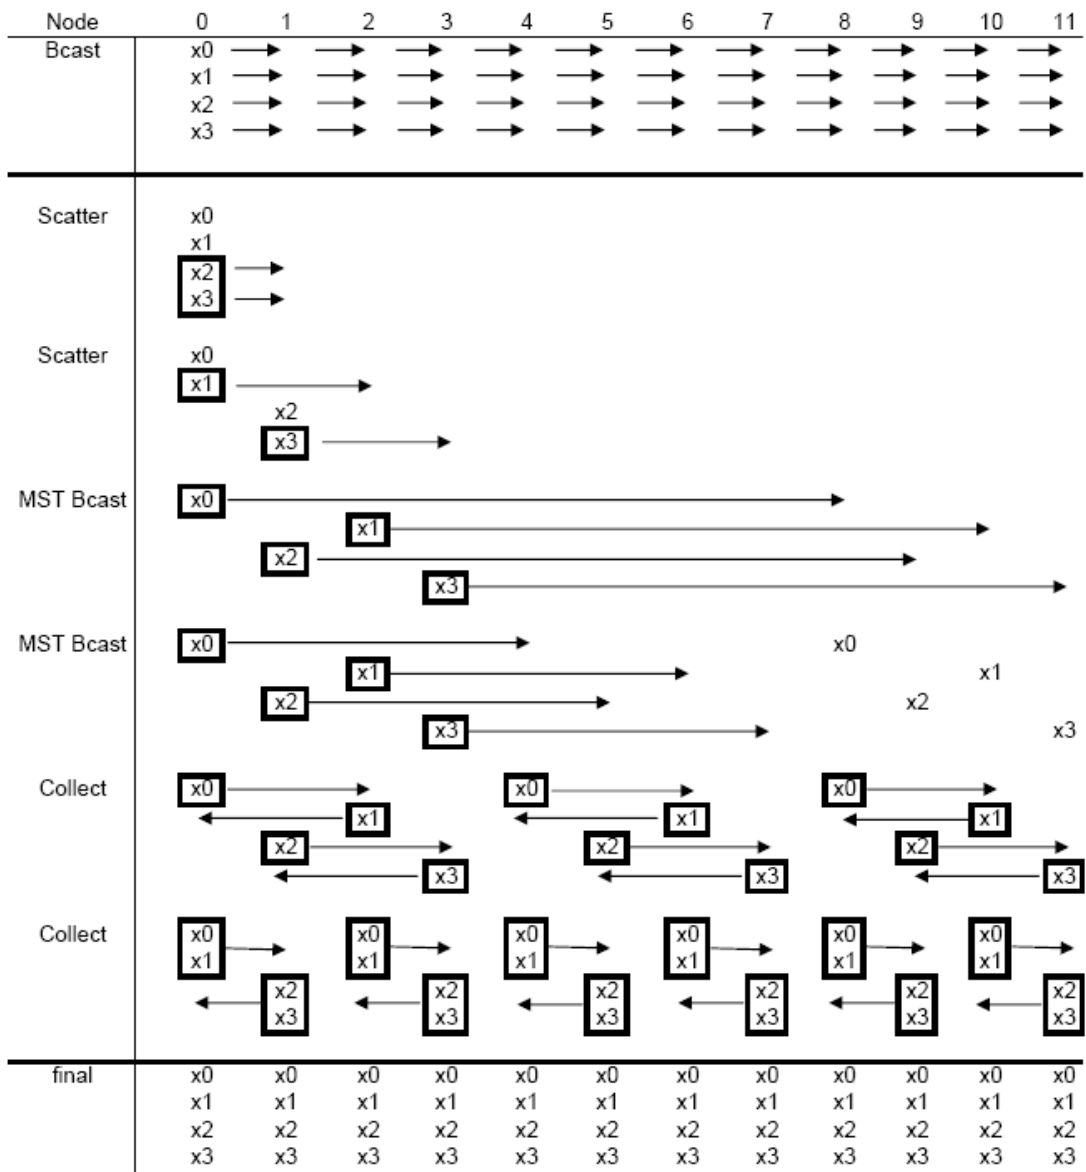 Node 0 1 2 3 4 5 6 7 8 9 10 11
Bcast x0
x1
x2
x3
Scatter x0
x1
x2
x3
Scatter x0
x1
x2
x3
MST Bcast x0
x1
x2
x3
MST Bcast x0 x0
x1 x1
x2 x2
x3 x3
Collect x0 x0 x0
x1 x1 x1
x2 x2 x2
x3 x3 x3
Collect x0 x0 x0 x0 x0 x0
x1 x1 x1 x1 x1 x1
x2 x2 x2 x2 x2 x2
x3 x3 x3 x3 x3 x3
final x0 x0 x0 x0 x0 x0 x0 x0 x0 x0 x0 x0
x1 x1 x1 x1 x1 x1 x1 x1 x1 x1 x1 x1
x2 x2 x2 x2 x2 x2 x2 x2 x2 x2 x2 x2
x3 x3 x3 x3 x3 x3 x3 x3 x3 x3 x3 x3